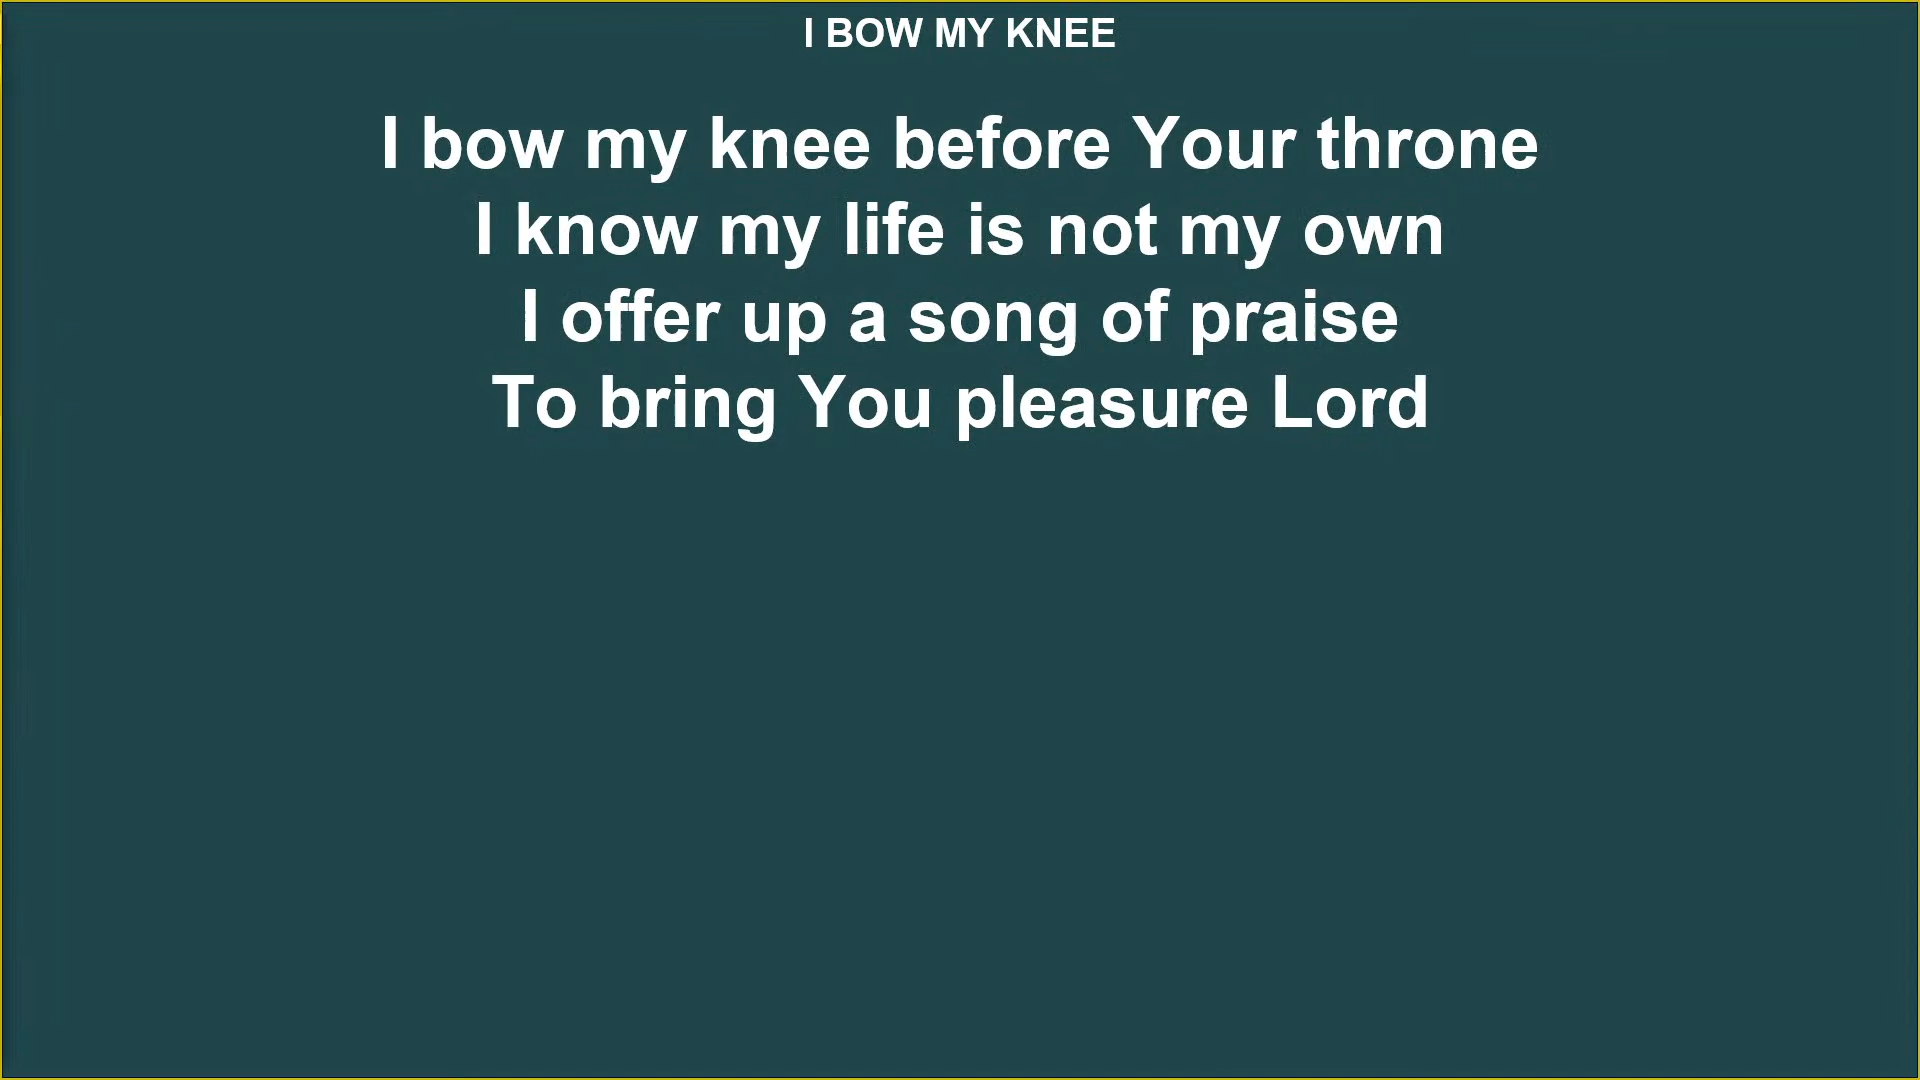 I BOW MY KNEE
I bow my knee before Your throne
I know my life is not my own
I offer up a song of praise
To bring You pleasure Lord